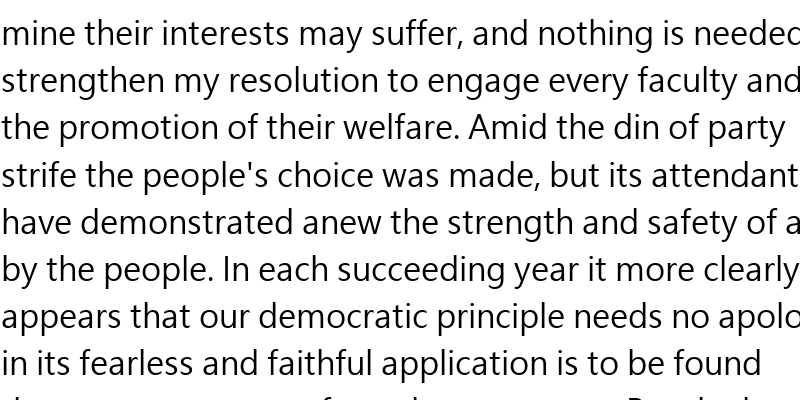 mine their interests may suffer, and nothing is needed
strengthen my resolution to engage every faculty and
the promotion of their welfare. Amid the din of party
strife the people's choice was made, but its attendant
have demonstrated anew the strength and safety of a
by the people. In each succeeding year it more clearly
appears that our democratic principle needs no apolo
in its fearless and faithful application is to be found